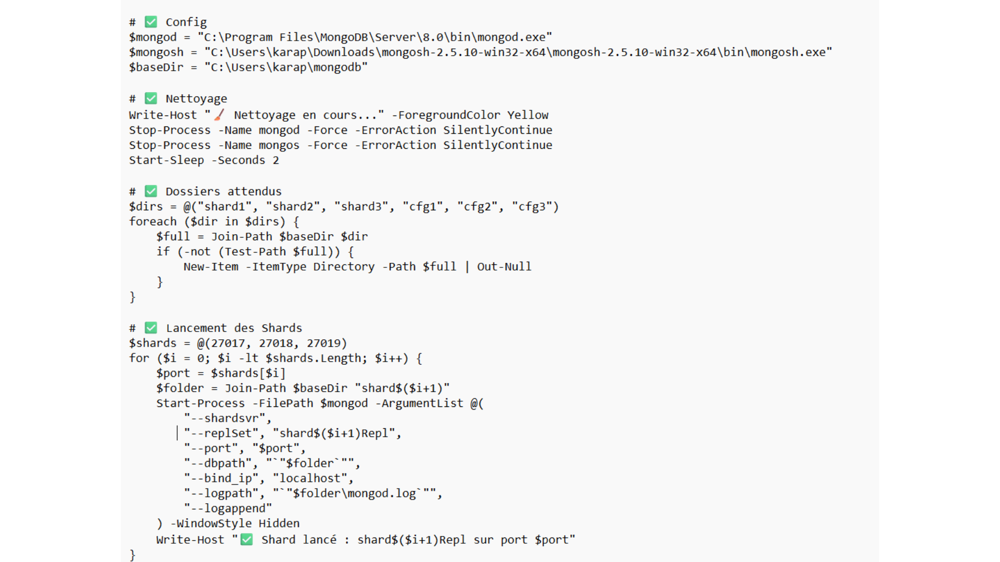 # ✅ Config
$mongod = "C:\Program Files\MongoDB\Server\8.0\bin\mongod.exe"
$mongosh = "C:\Users\karap\Downloads\mongosh-2.5.10-win32-x64\mongosh-2.5.10-win32-x64\bin\mongosh.exe"
$baseDir = "C:\Users\karap\mongodb"

# ✅ Nettoyage
Write-Host "🧹 Nettoyage en cours..." -ForegroundColor Yellow
Stop-Process -Name mongod -Force -ErrorAction SilentlyContinue
Stop-Process -Name mongos -Force -ErrorAction SilentlyContinue
Start-Sleep -Seconds 2

# ✅ Dossiers attendus
$dirs = @("shard1", "shard2", "shard3", "cfg1", "cfg2", "cfg3")
foreach ($dir in $dirs) {
    $full = Join-Path $baseDir $dir
    if (-not (Test-Path $full)) {
        New-Item -ItemType Directory -Path $full | Out-Null
    }
}

# ✅ Lancement des Shards
$shards = @(27017, 27018, 27019)
for ($i = 0; $i -lt $shards.Length; $i++) {
    $port = $shards[$i]
    $folder = Join-Path $baseDir "shard$($i+1)"
    Start-Process -FilePath $mongod -ArgumentList @(
        "--shardsvr",
        "--replSet", "shard$($i+1)Repl",
        "--port", "$port",
        "--dbpath", "`"$folder`"",
        "--bind_ip", "localhost",
        "--logpath", "`"$folder\mongod.log`"",
        "--logappend"
    ) -WindowStyle Hidden
    Write-Host "✅ Shard lancé : shard$($i+1)Repl sur port $port"
}